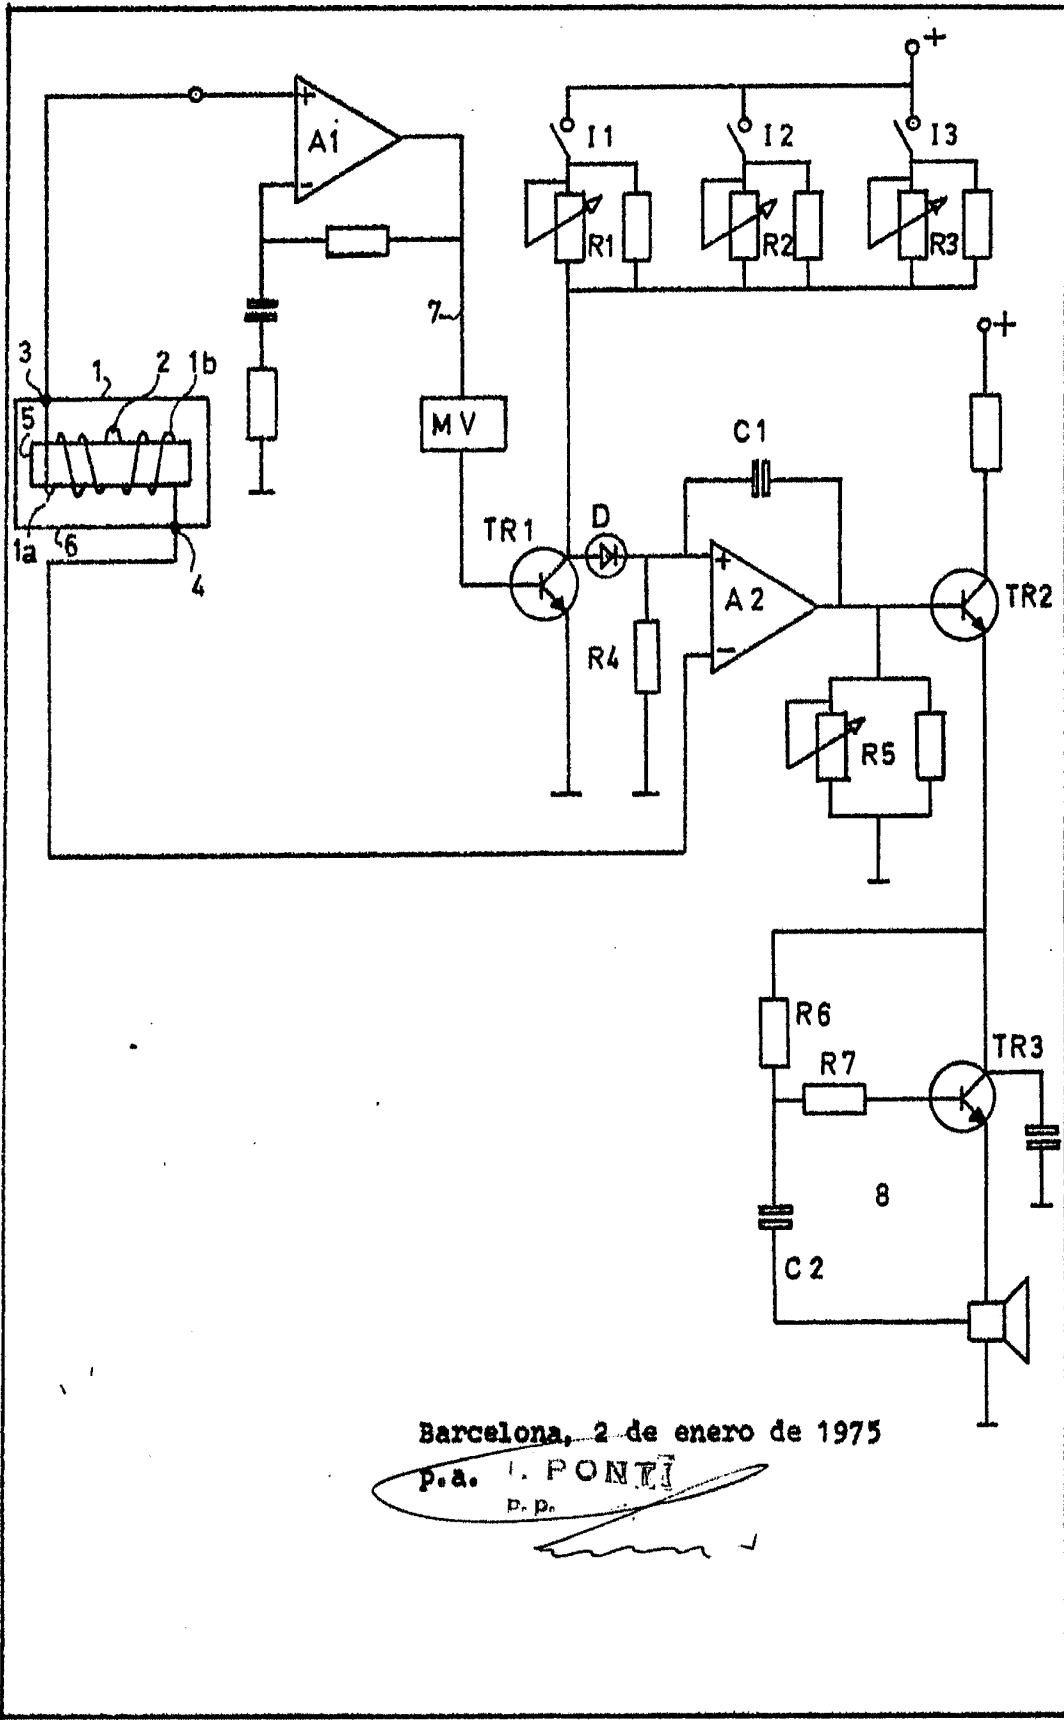 +
+
A1
-
I1
I2
I3
R1
R2
R3
7
+
3
1
2
1b
5
MV
C1
1a
6
4
TR1
D
+
A2
-
TR2
R4
R5
R6
TR3
R7
8
C2
Barcelona, 2 de enero de 1975
p.a. I. PONTI
p. p.